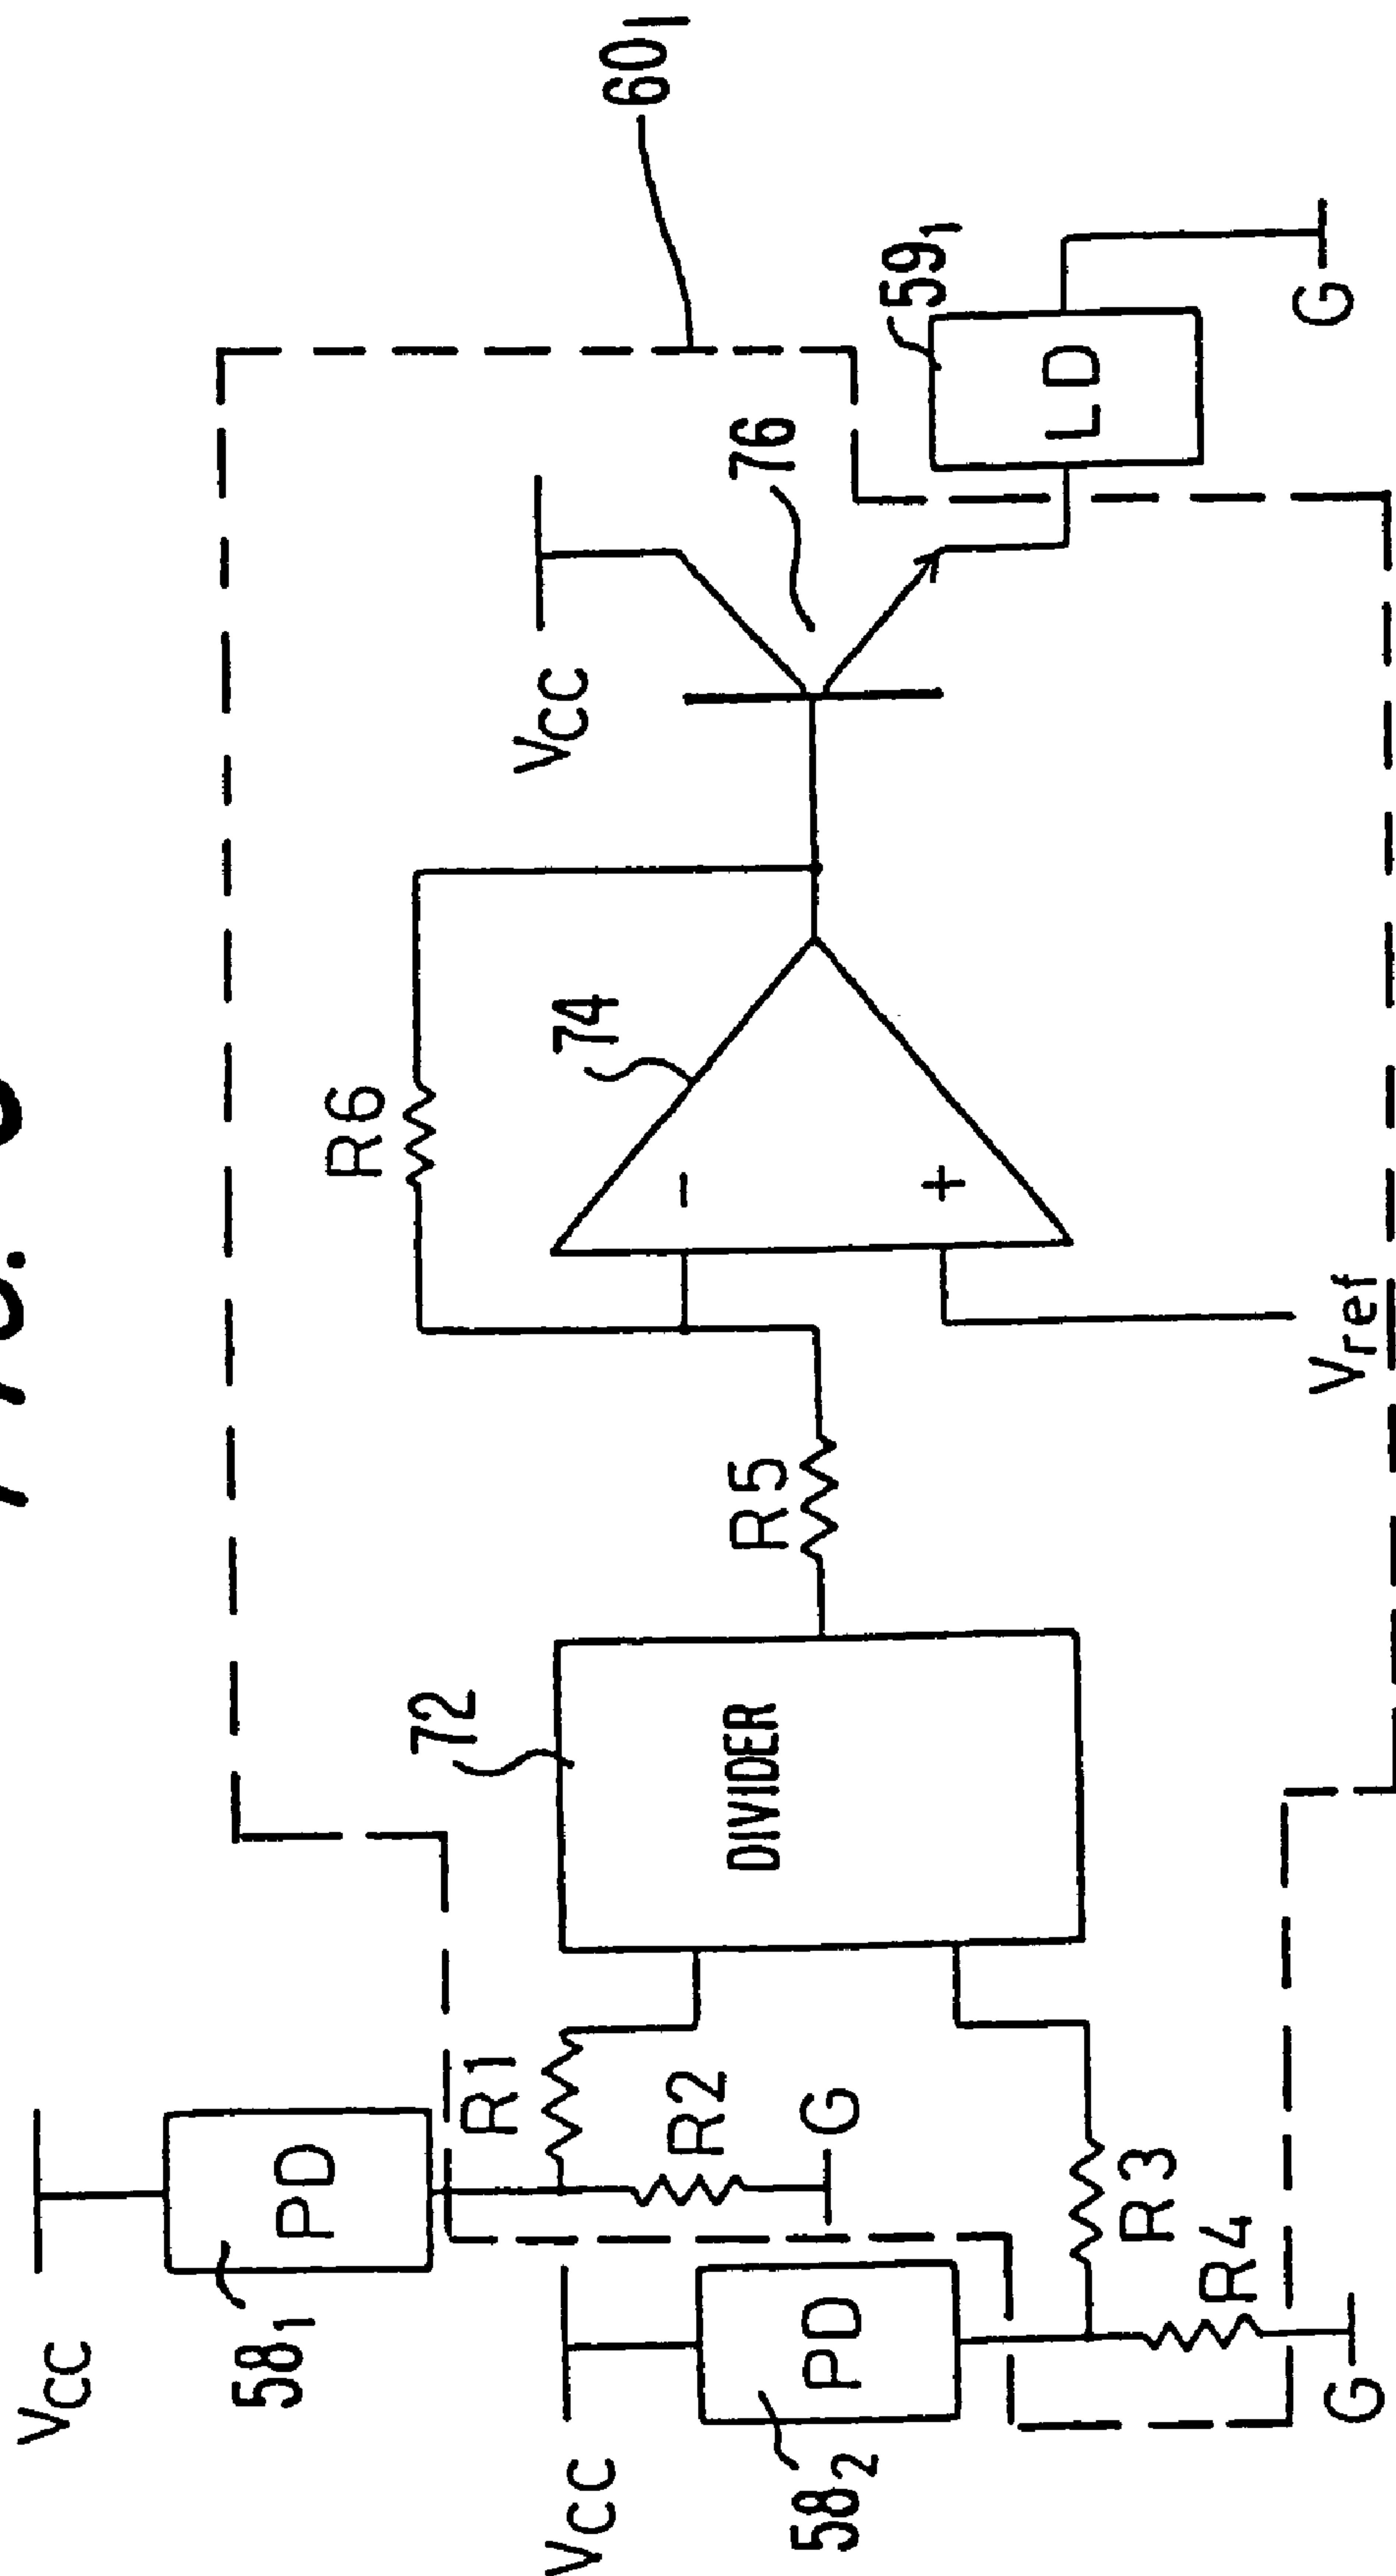 VCC
58₁
PD
VCC
58₂
PD
R1
R2
G
R3
R4
G
72
DIVIDER
R5
R6
74
-
+
Vref
VCC
76
60₁
59₁
LD
G